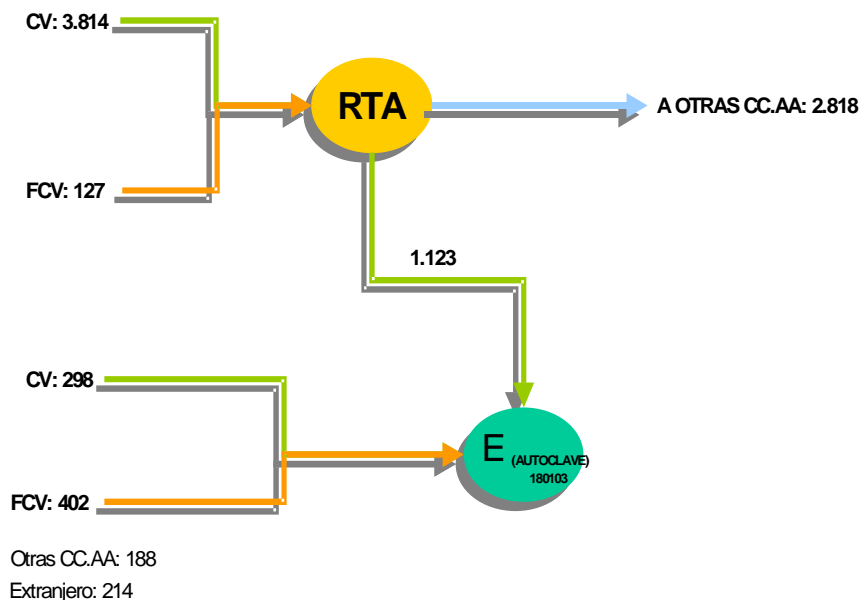 CV: 3.814
RTA
A OTRAS CC.AA: 2.818
FCV: 127
1.123
CV: 298
E (AUTOCLAVE)
180103
FCV: 402
Otras CC.AA: 188
Extranjero: 214